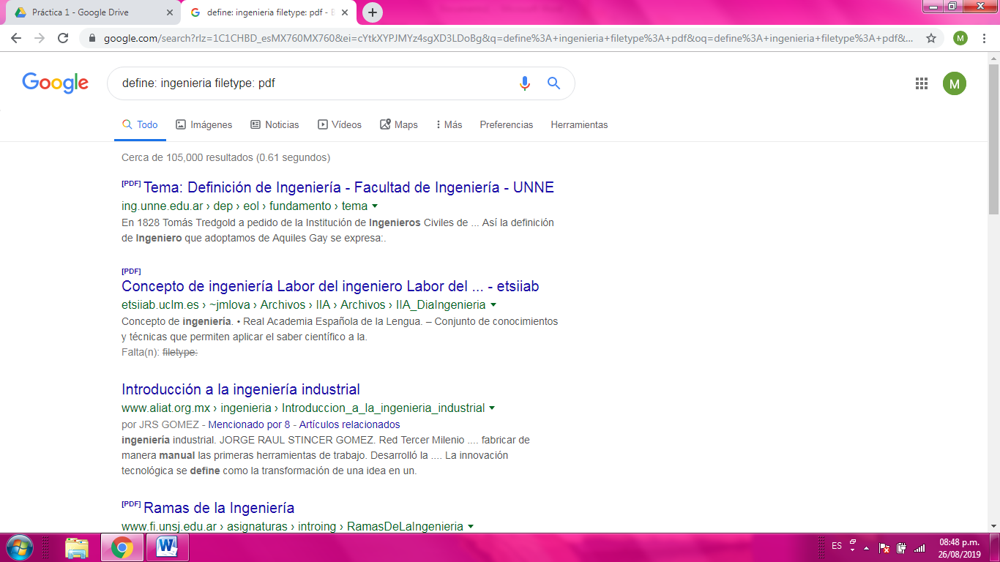 Práctica 1 - Google Drive
define: ingenieria filetype: pdf - B
google.com/search?rlz=1C1CHBD_esMX760MX760&ei=cYtkXYPJMYz4sgXD3LDoBg&q=define%3A+ingenieria+filetype%3A+pdf&oq=define%3A+ingenieria+filetype%3A+pdf&...
M
Google
define: ingenieria filetype: pdf
M
Todo Imágenes Noticias Vídeos Maps Más Preferencias Herramientas
Cerca de 105,000 resultados (0.61 segundos)
[PDF] Tema: Definición de Ingeniería - Facultad de Ingeniería - UNNE
ing.unne.edu.ar › dep › eol › fundamento › tema
En 1828 Tomás Tredgold a pedido de la Institución de Ingenieros Civiles de ... Así la definición
de Ingeniero que adoptamos de Aquiles Gay se expresa:.
[PDF]
Concepto de ingeniería Labor del ingeniero Labor del ... - etsiiab
etsiiab.uclm.es › ~jmlova › Archivos › IIA › Archivos › IIA_DiaIngenieria
Concepto de ingeniería. • Real Academia Española de la Lengua. – Conjunto de conocimientos
y técnicas que permiten aplicar el saber científico a la.
Falta(n): filetype:
Introducción a la ingeniería industrial
www.aliat.org.mx › ingenieria › Introduccion_a_la_ingenieria_industrial
por JRS GOMEZ - Mencionado por 8 - Artículos relacionados
ingeniería industrial. JORGE RAUL STINCER GOMEZ. Red Tercer Milenio .... fabricar de
manera manual las primeras herramientas de trabajo. Desarrolló la .... La innovación
tecnológica se define como la transformación de una idea en un.
[PDF] Ramas de la Ingeniería
www.fi.unsj.edu.ar › asignaturas › introing › RamasDeLaIngenieria
ES
08:48 p.m.
26/08/2019